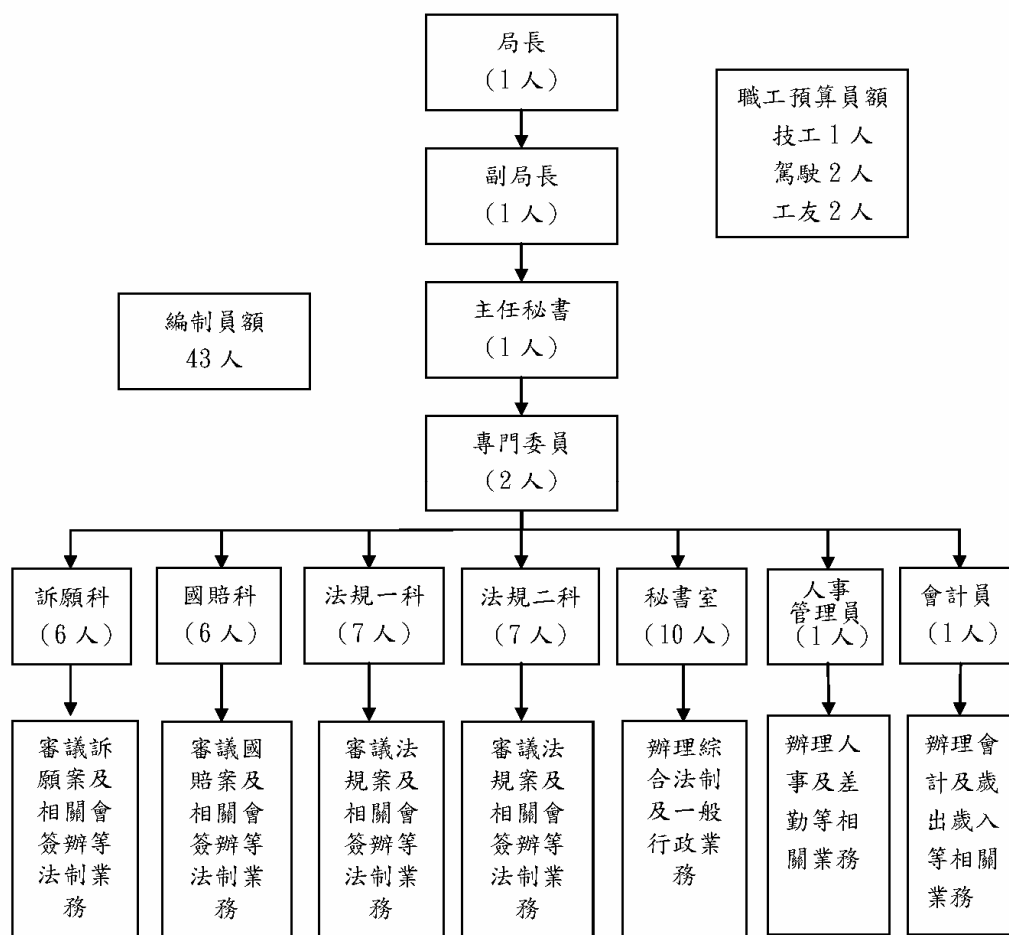 局長
(1人)
職工預算員額
技工1人
駕駛2人
工友2人
副局長
(1人)
編制員額
43人
主任秘書
(1人)
專門委員
(2人)
訴願科
(6人)
國賠科
(6人)
法規一科
(7人)
法規二科
(7人)
秘書室
(10人)
人事
管理員
(1人)
會計員
(1人)
審議訴
願案及
相關會
簽辦等
法制業
務
審議國
賠案及
相關會
簽辦等
法制業
務
審議法
規案及
相關會
簽辦等
法制業
務
審議法
規案及
相關會
簽辦等
法制業
務
辦理綜
合法制
及一般
行政業
務
辦理人
事及差
勤等相
關業務
辦理會
計及歲
出歲入
等相關
業務